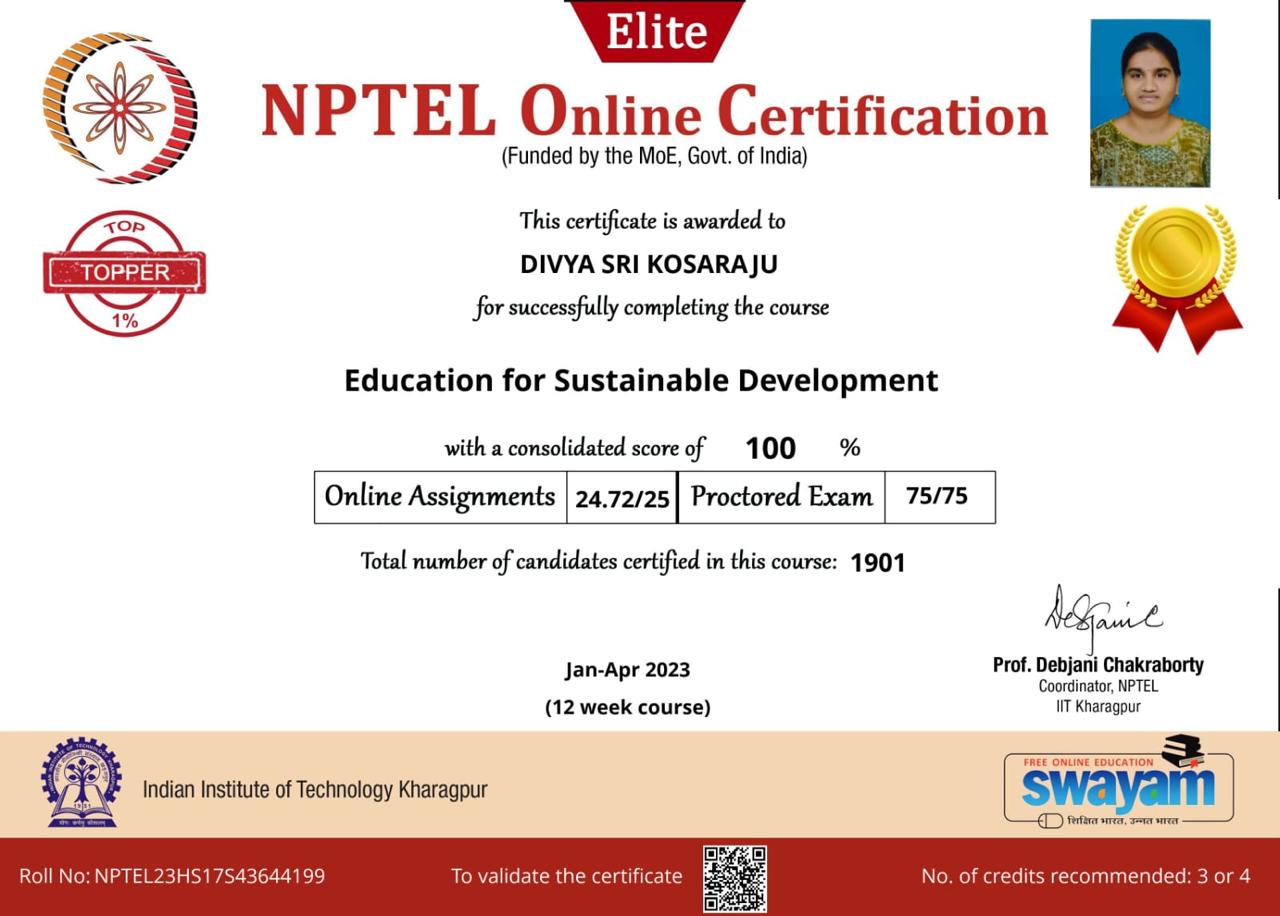 Elite
NPTEL Online Certification
(Funded by the MoE, Govt. of India)
TOP
TOPPER
1%
This certificate is awarded to
DIVYA SRI KOSARAJU
for successfully completing the course
Education for Sustainable Development
with a consolidated score of 100 %
Online Assignments 24.72/25 Proctored Exam 75/75
Total number of candidates certified in this course: 1901
Jan-Apr 2023
(12 week course)
Prof. Debjani Chakraborty
Coordinator, NPTEL
IIT Kharagpur
1951
Indian Institute of Technology Kharagpur
FREE ONLINE EDUCATION
swayam
शिक्षित भारत, उन्नत भारत
Roll No: NPTEL23HS17S43644199
To validate the certificate
No. of credits recommended: 3 or 4